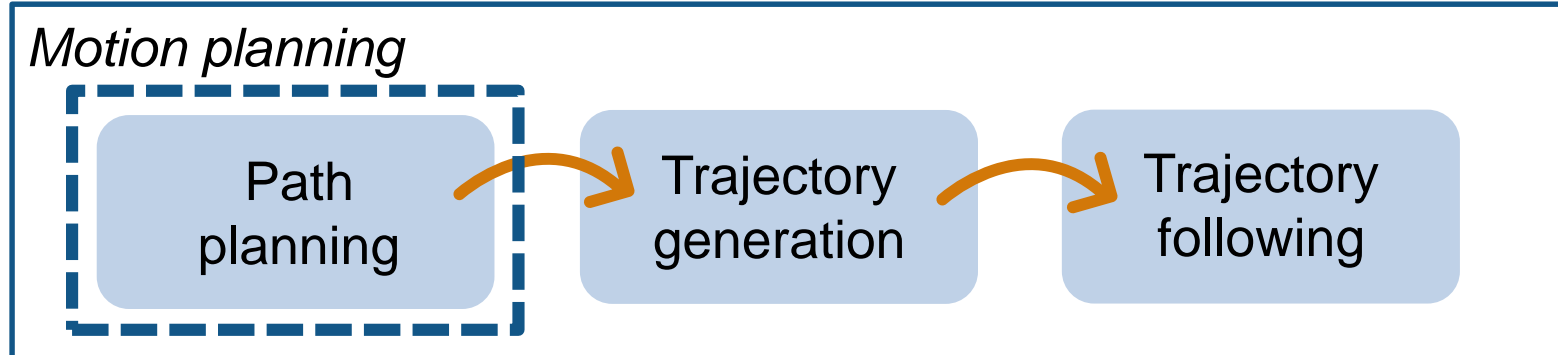 Motion planning
Path
planning
Trajectory
generation
Trajectory
following